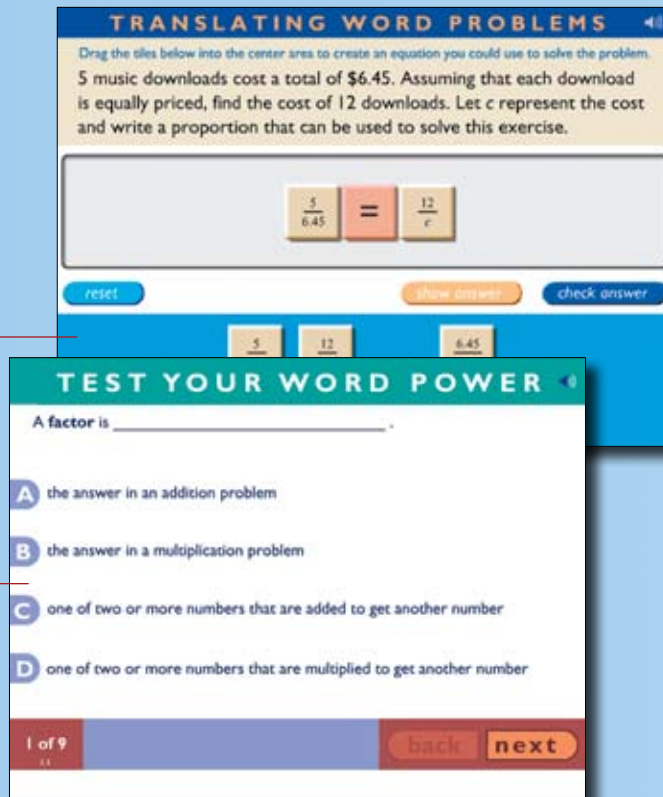 TRANSLATING WORD PROBLEMS
Drag the tiles below into the center area to create an equation you could use to solve the problem.
5 music downloads cost a total of $6.45. Assuming that each download
is equally priced, find the cost of 12 downloads. Let c represent the cost
and write a proportion that can be used to solve this exercise.
5/6.45 = 12/c
reset show answer check answer
5 12 6.45
TEST YOUR WORD POWER
A factor is ______________________________.
A the answer in an addition problem
B the answer in a multiplication problem
C one of two or more numbers that are added to get another number
D one of two or more numbers that are multiplied to get another number
1 of 9
back next